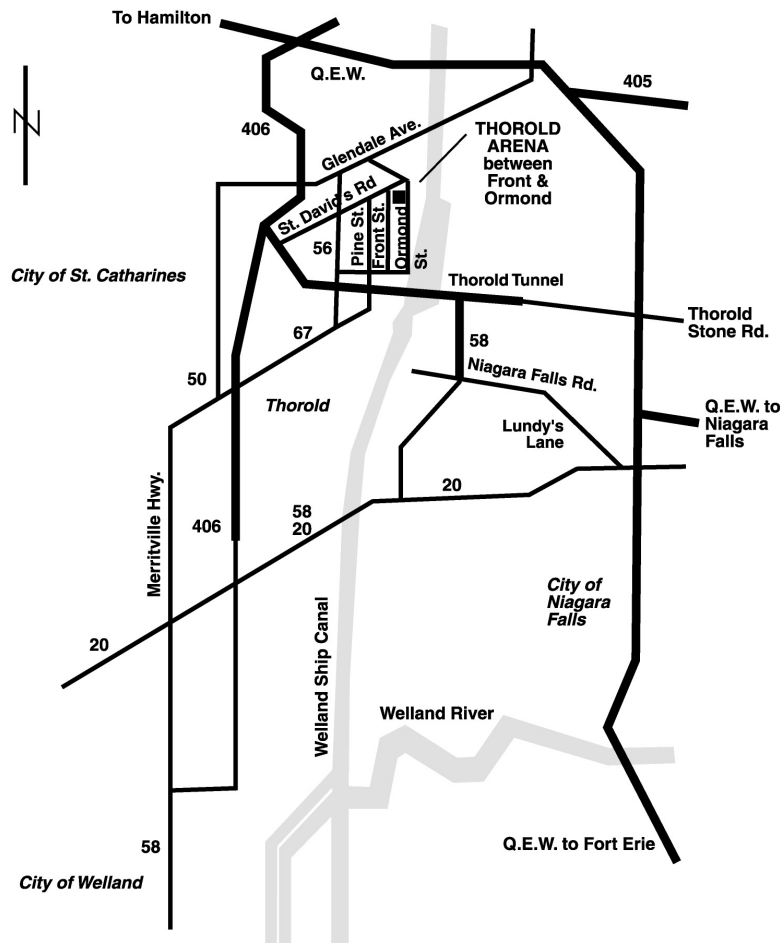 To Hamilton
Q.E.W.
405
406
Glendale Ave.
THOROLD
ARENA
between
Front &
Ormond
St. David's Rd
Pine St.
Front St.
Ormond
St.
56
City of St. Catharines
Thorold Tunnel
Thorold
Stone Rd.
67
58
Niagara Falls Rd.
50
Thorold
Lundy's
Lane
Q.E.W. to
Niagara
Falls
20
58
20
406
Merritville Hwy.
City of
Niagara
Falls
20
Welland Ship Canal
Welland River
58
Q.E.W. to Fort Erie
City of Welland
N